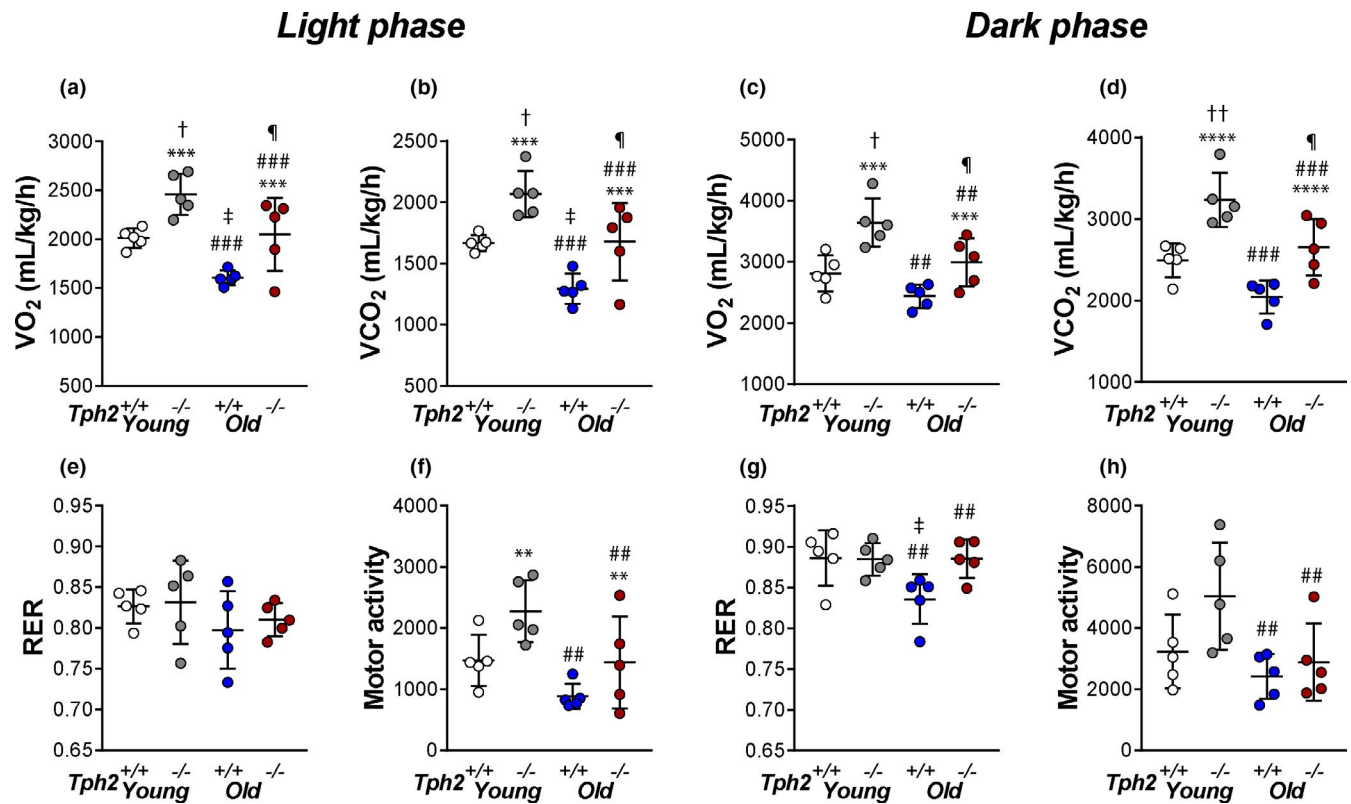 Light phase
Dark phase
(a)
VO2 (mL/kg/h)
3000
2500
2000
1500
1000
500
†
***
‡
###
¶
###
***
Tph2 +/+ -/- +/+ -/-
Young Old
(b)
VCO2 (mL/kg/h)
2500
2000
1500
1000
500
†
***
‡
###
¶
###
***
Tph2 +/+ -/- +/+ -/-
Young Old
(c)
VO2 (mL/kg/h)
5000
4000
3000
2000
1000
†
***
##
¶
##
***
Tph2 +/+ -/- +/+ -/-
Young Old
(d)
VCO2 (mL/kg/h)
4000
3000
2000
1000
††
****
###
¶
###
****
Tph2 +/+ -/- +/+ -/-
Young Old
(e)
RER
0.95
0.90
0.85
0.80
0.75
0.70
0.65
Tph2 +/+ -/- +/+ -/-
Young Old
(f)
Motor activity
4000
3000
2000
1000
0
**
##
##
**
Tph2 +/+ -/- +/+ -/-
Young Old
(g)
RER
0.95
0.90
0.85
0.80
0.75
0.70
0.65
‡
##
##
Tph2 +/+ -/- +/+ -/-
Young Old
(h)
Motor activity
8000
6000
4000
2000
0
##
##
Tph2 +/+ -/- +/+ -/-
Young Old